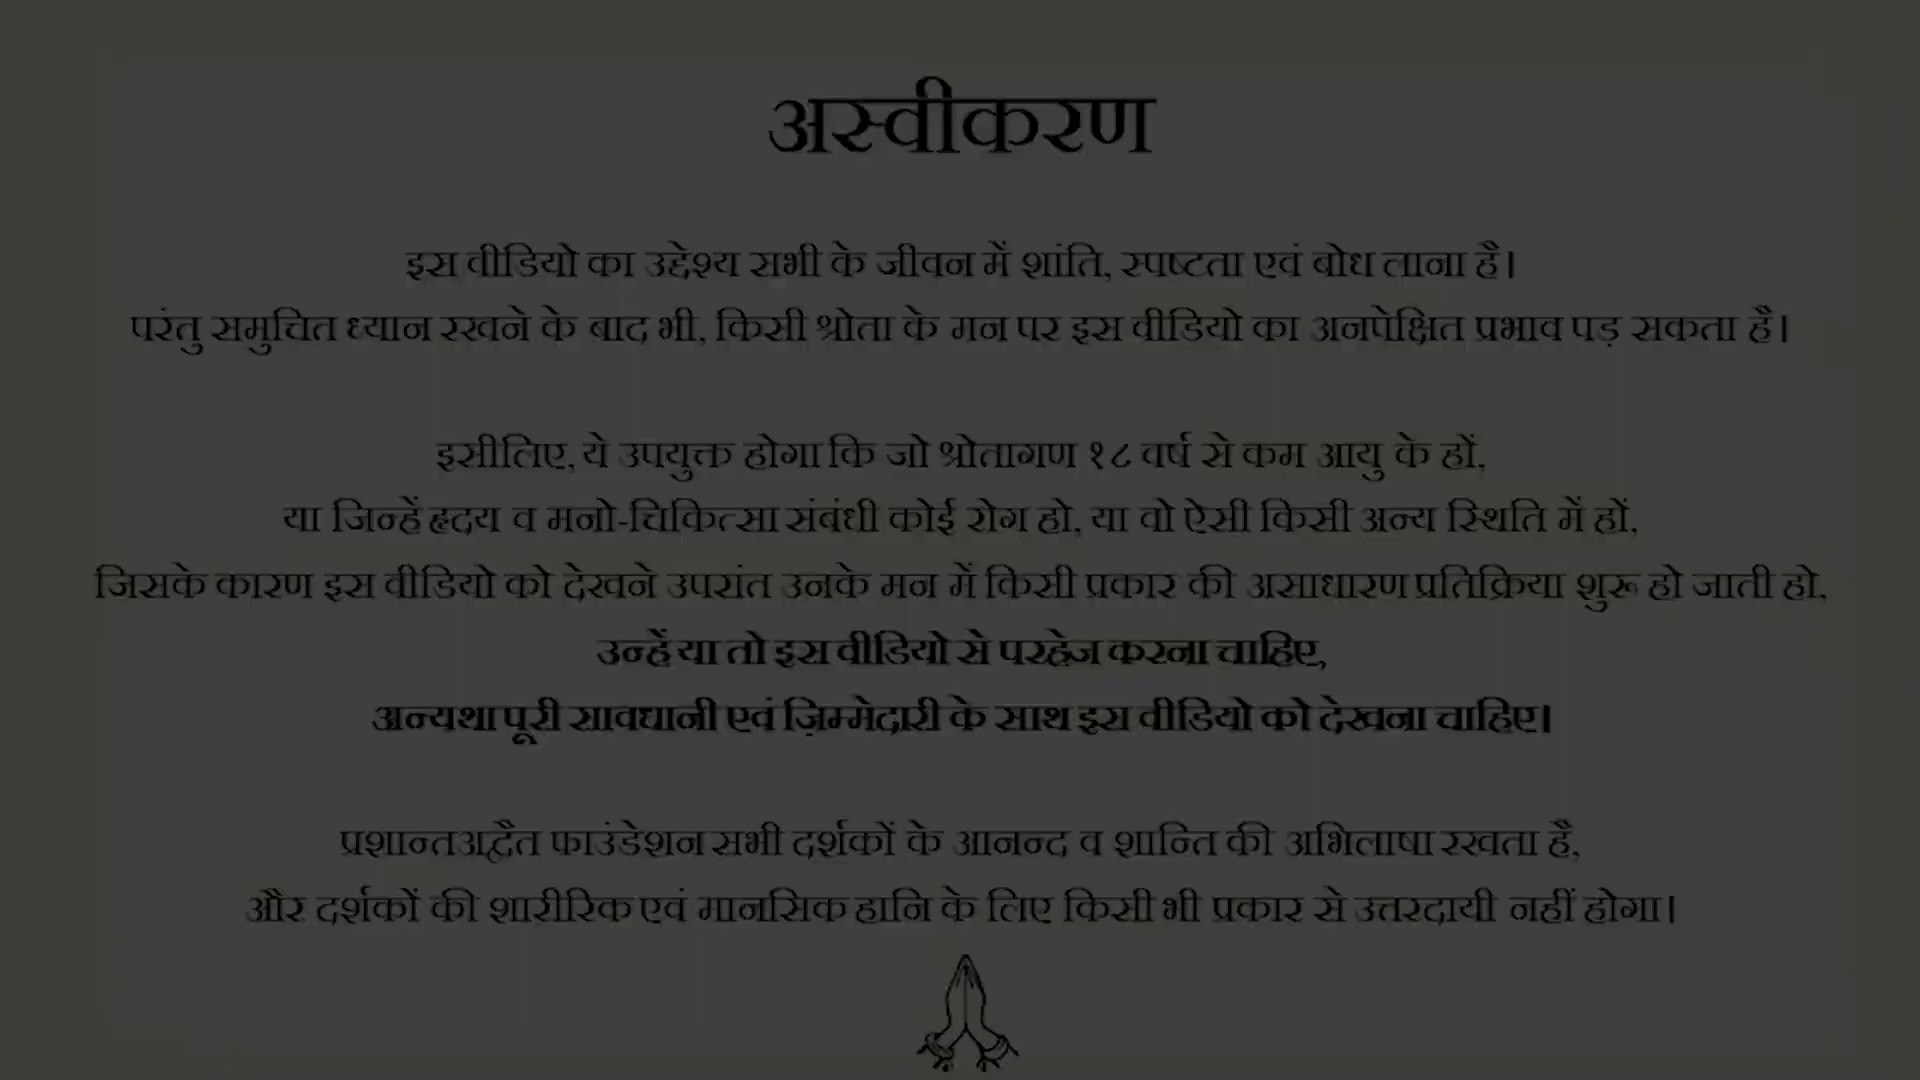 अस्वीकरण
इस वीडियो का उद्देश्य सभी के जीवन में शांति, स्पष्टता एवं बोध लाना है।
परंतु समुचित ध्यान रखने के बाद भी, किसी श्रोता के मन पर इस वीडियो का अनपेक्षित प्रभाव पड़ सकता है।
इसीलिए, ये उपयुक्त होगा कि जो श्रोतागण १८ वर्ष से कम आयु के हों,
या जिन्हें हृदय व मनो-चिकित्सा संबंधी कोई रोग हो, या वो ऐसी किसी अन्य स्थिति में हों,
जिसके कारण इस वीडियो को देखने उपरांत उनके मन में किसी प्रकार की असाधारण प्रतिक्रिया शुरू हो जाती हो,
उन्हें या तो इस वीडियो से परहेज करना चाहिए,
अन्यथा पूरी सावधानी एवं ज़िम्मेदारी के साथ इस वीडियो को देखना चाहिए।
प्रशान्तअद्वैत फाउंडेशन सभी दर्शकों के आनन्द व शान्ति की अभिलाषा रखता है,
और दर्शकों की शारीरिक एवं मानसिक हानि के लिए किसी भी प्रकार से उत्तरदायी नहीं होगा।